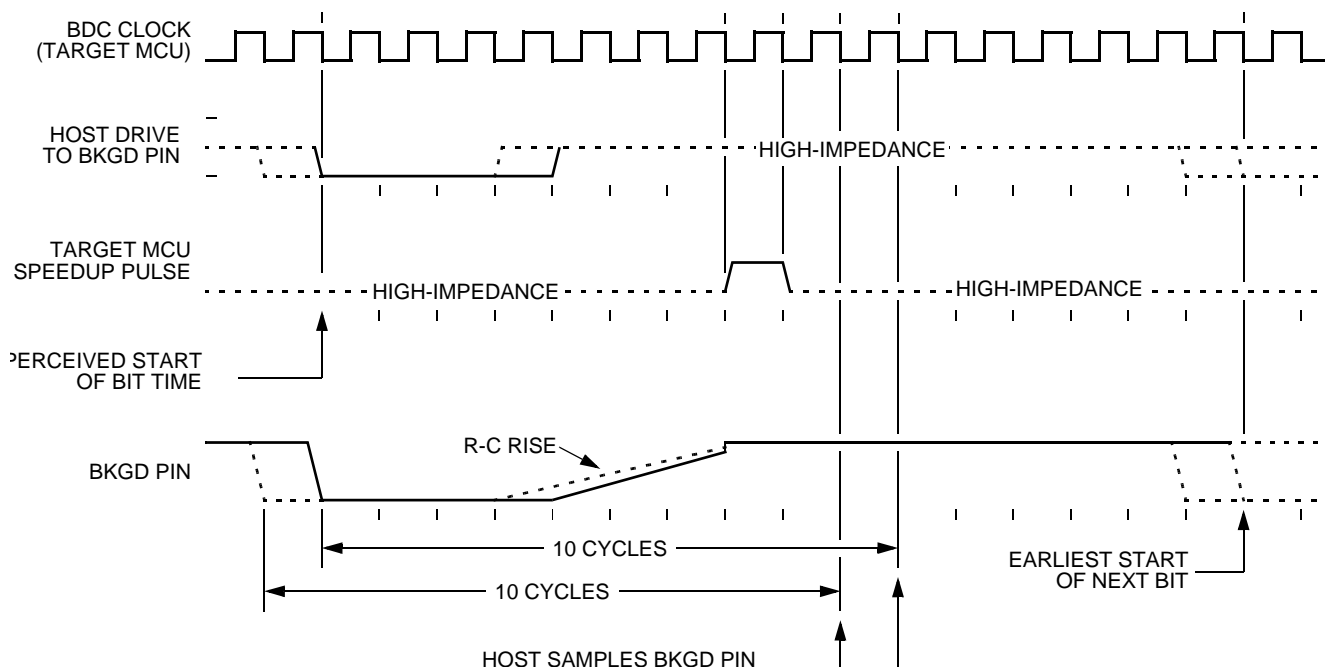 BDC CLOCK
(TARGET MCU)
HOST DRIVE
TO BKGD PIN
HIGH-IMPEDANCE
TARGET MCU
SPEEDUP PULSE
HIGH-IMPEDANCE
HIGH-IMPEDANCE
PERCEIVED START
OF BIT TIME
R-C RISE
BKGD PIN
10 CYCLES
EARLIEST START
OF NEXT BIT
10 CYCLES
HOST SAMPLES BKGD PIN